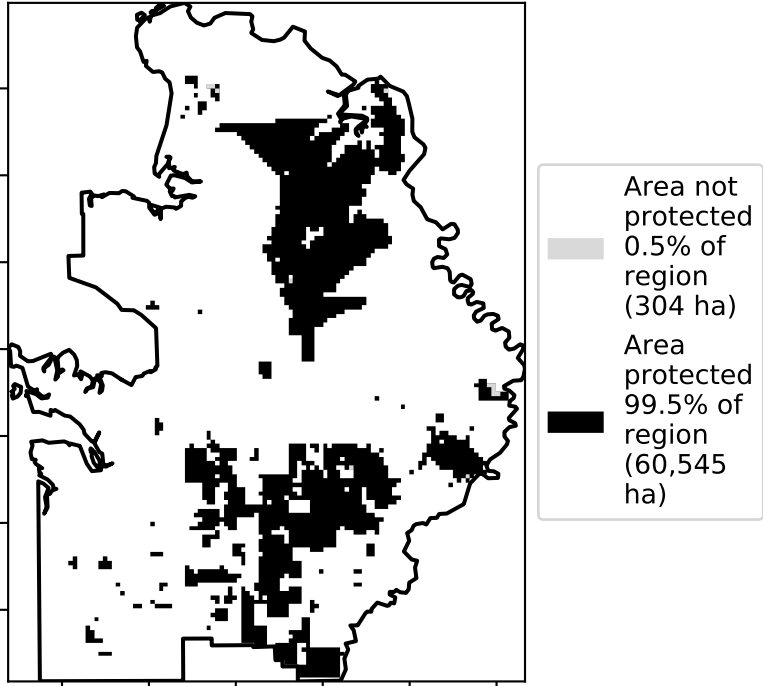 Area not
protected
0.5% of
region
(304 ha)
Area
protected
99.5% of
region
(60,545
ha)